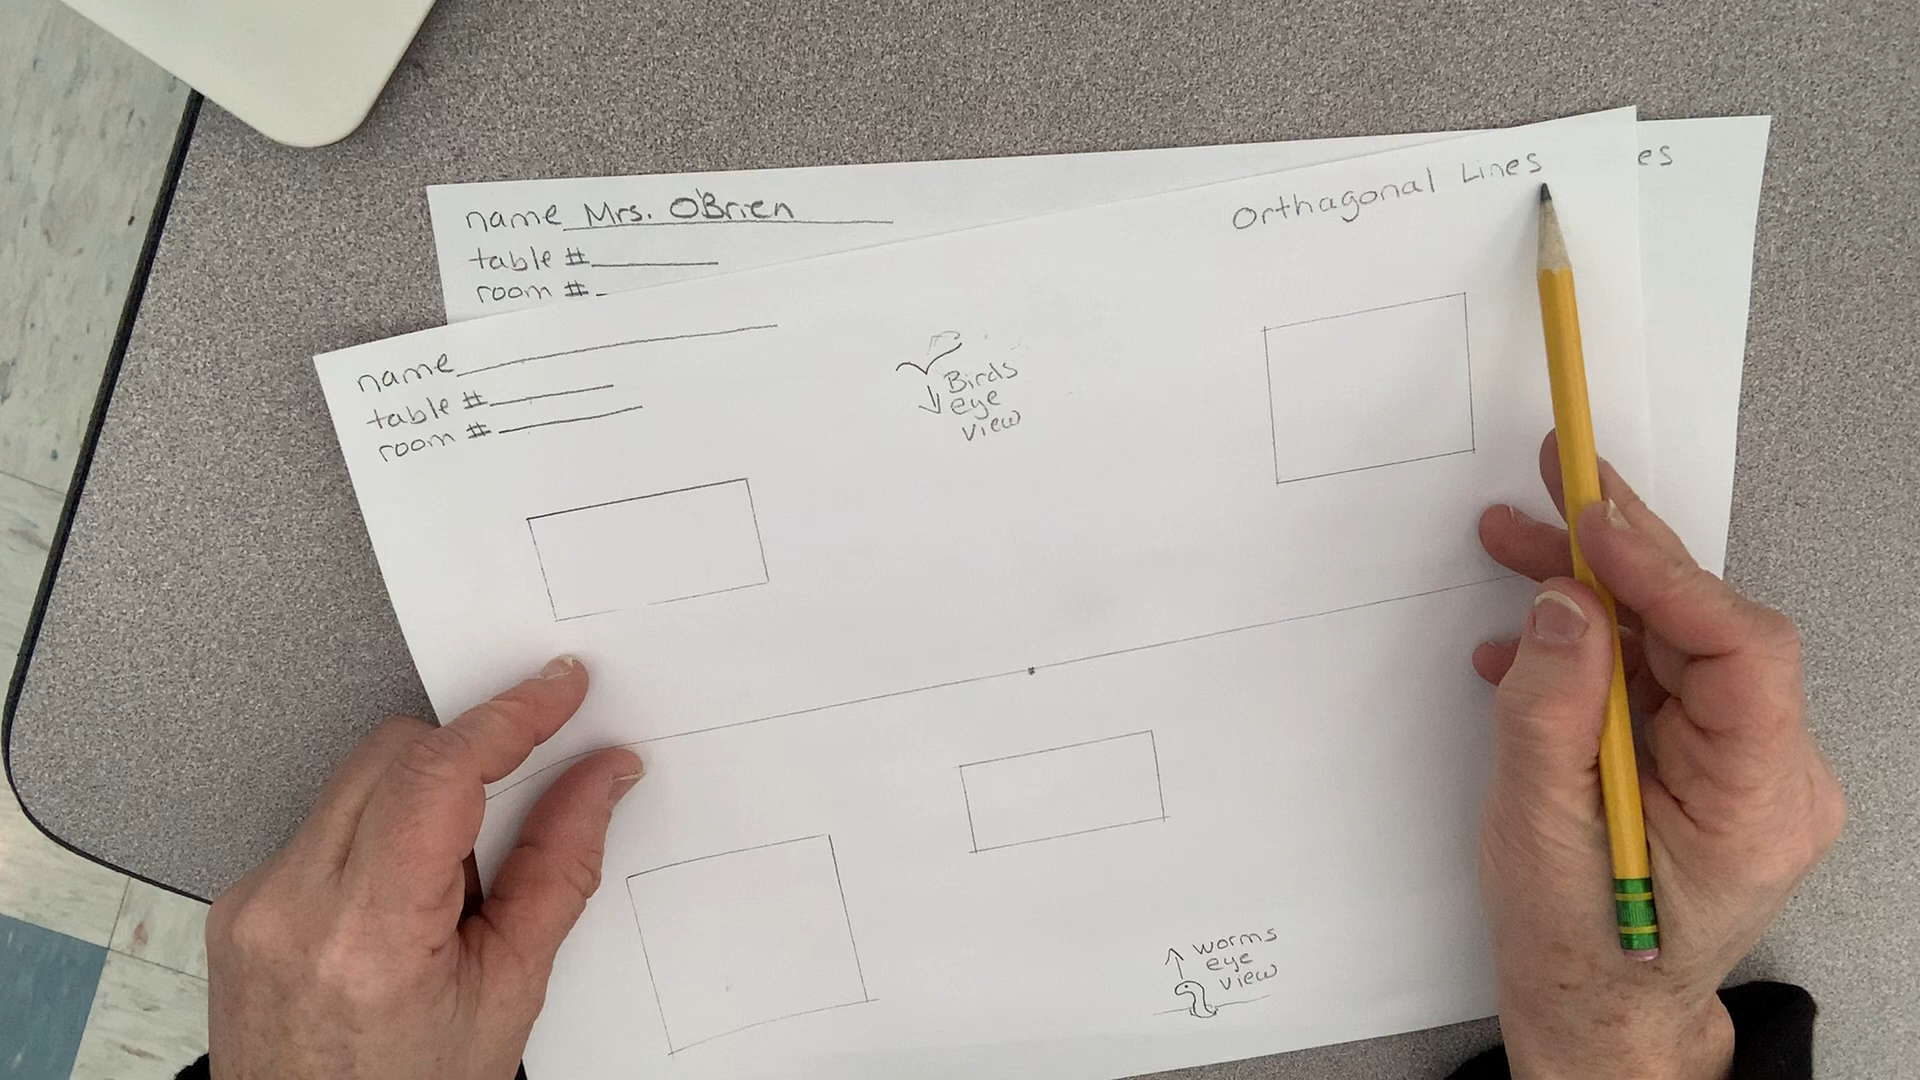 name Mrs. O'Brien
table #
room #
es
Orthagonal Lines
name
table #
room #
Birds
eye
view
worms
eye
view